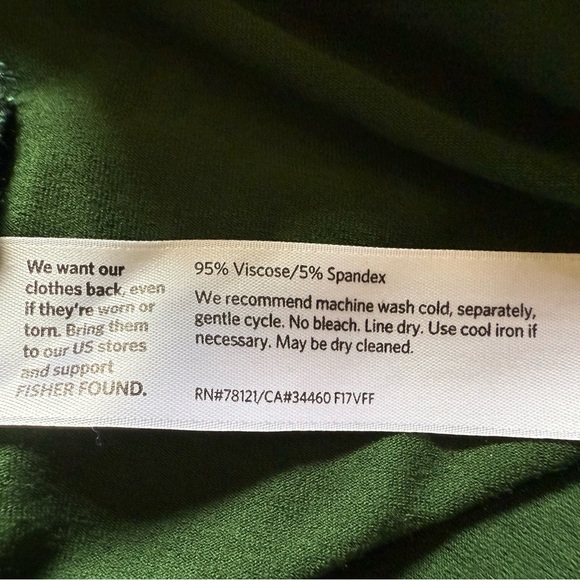 We want our
clothes back, even
if they're worn or
torn. Bring them
to our US stores
and support
FISHER FOUND.
95% Viscose/5% Spandex
We recommend machine wash cold, separately,
gentle cycle. No bleach. Line dry. Use cool iron if
necessary. May be dry cleaned.
RN#78121/CA#34460 F17VFF